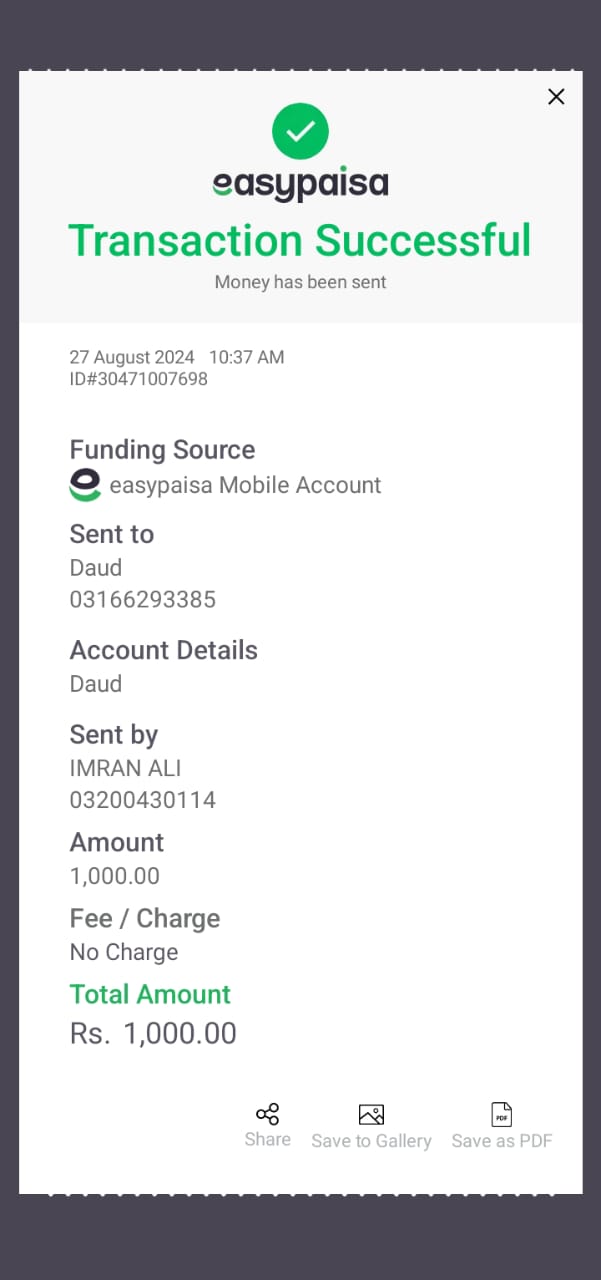 easypaisa
Transaction Successful
Money has been sent
27 August 2024 10:37 AM
ID#30471007698
Funding Source
easypaisa Mobile Account
Sent to
Daud
03166293385
Account Details
Daud
Sent by
IMRAN ALI
03200430114
Amount
1,000.00
Fee / Charge
No Charge
Total Amount
Rs. 1,000.00
PDF
Share Save to Gallery Save as PDF